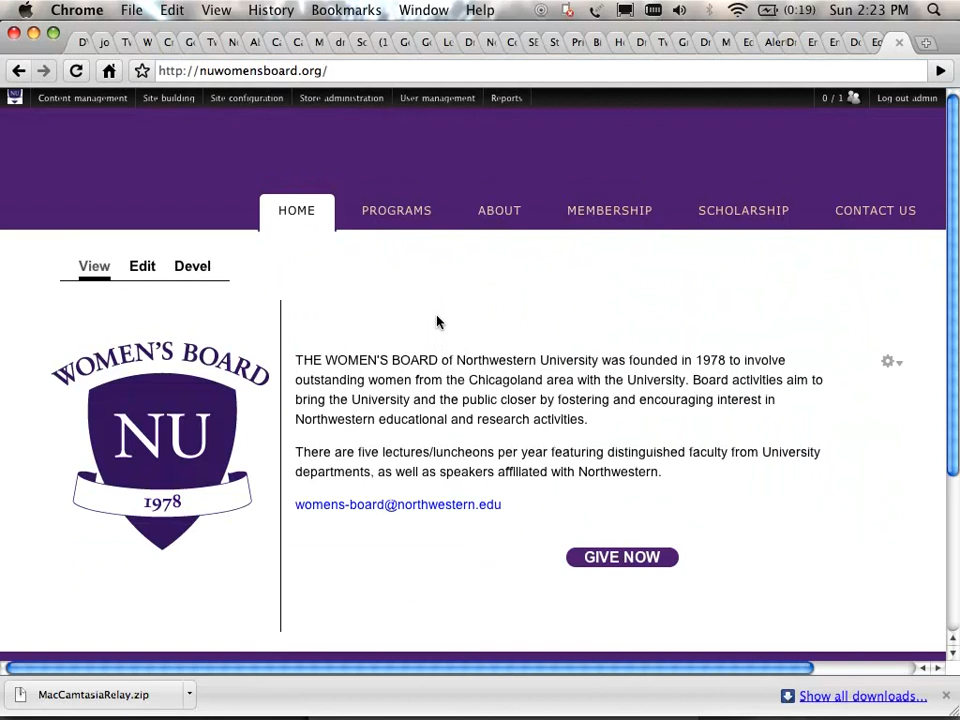 Chrome File Edit View History Bookmarks Window Help (0:19) Sun 2:23 PM
http://nuwomensboard.org/
NU Content management Site building Site configuration Store administration User management Reports 0 / 1 Log out admin
HOME PROGRAMS ABOUT MEMBERSHIP SCHOLARSHIP CONTACT US
View Edit Devel
WOMEN'S BOARD
NU
1978
THE WOMEN'S BOARD of Northwestern University was founded in 1978 to involve
outstanding women from the Chicagoland area with the University. Board activities aim to
bring the University and the public closer by fostering and encouraging interest in
Northwestern educational and research activities.
There are five lectures/luncheons per year featuring distinguished faculty from University
departments, as well as speakers affiliated with Northwestern.
womens-board@northwestern.edu
GIVE NOW
MacCamtasiaRelay.zip Show all downloads...